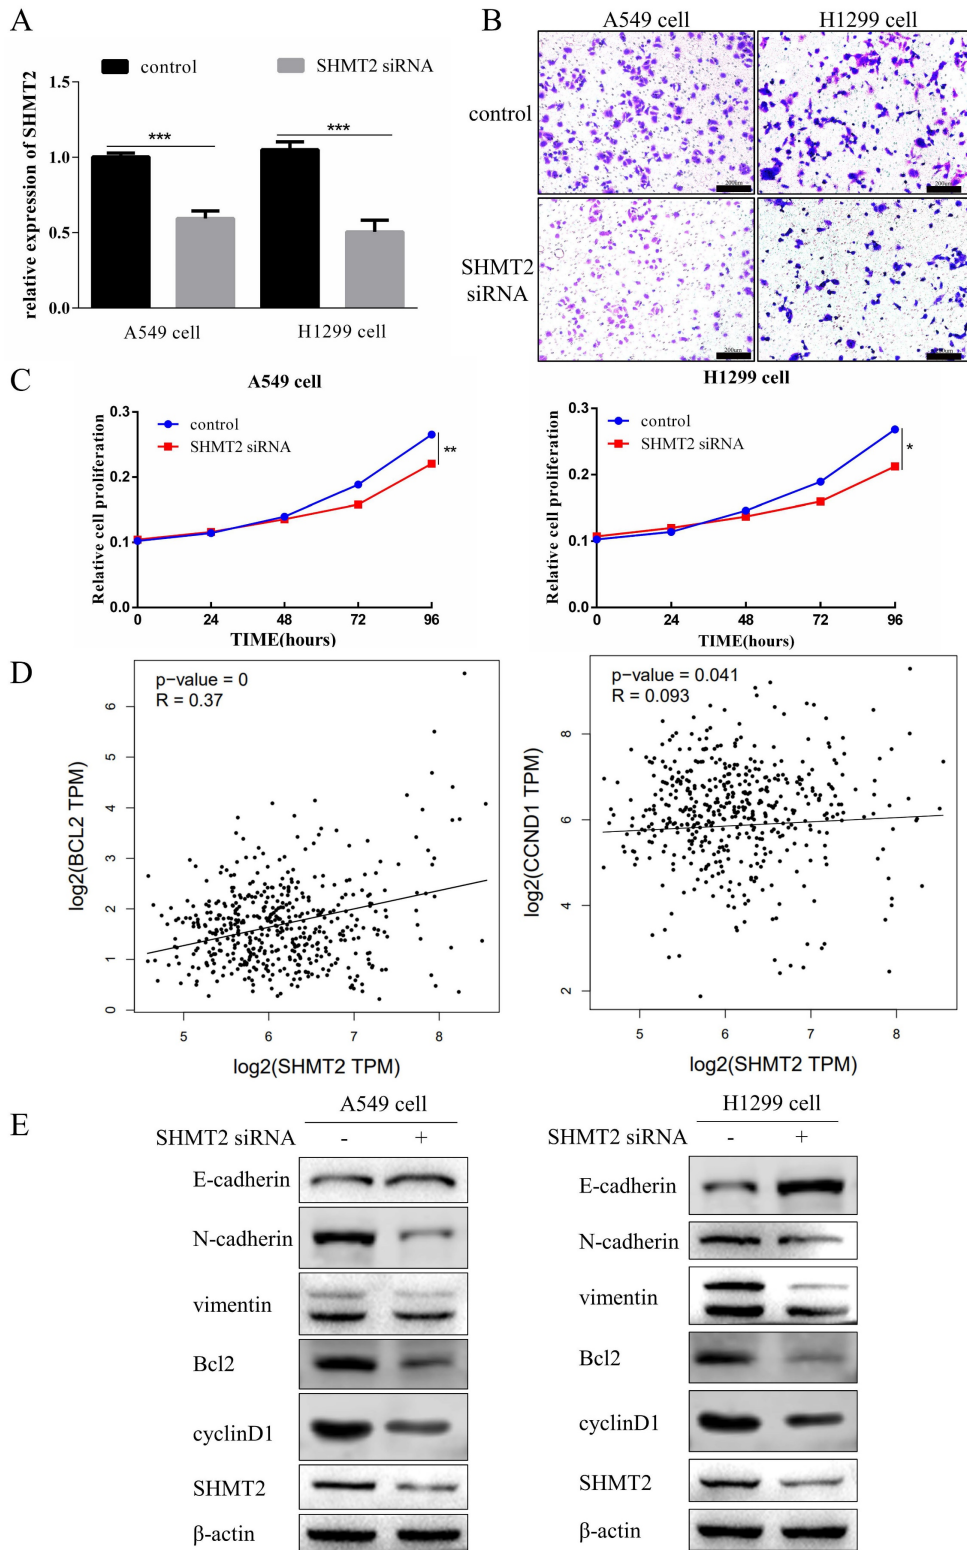 A
control
SHMT2 siRNA
relative expression of SHMT2
1.5
1.0
0.5
0.0
***
***
A549 cell
H1299 cell
B
A549 cell
H1299 cell
control
SHMT2
siRNA
200um
200um
200um
C
A549 cell
Relative cell proliferation
0.3
0.2
0.1
0.0
control
SHMT2 siRNA
**
0 24 48 72 96
TIME(hours)
H1299 cell
Relative cell proliferation
0.3
0.2
0.1
0.0
control
SHMT2 siRNA
*
0 24 48 72 96
TIME(hours)
D
p-value = 0
R = 0.37
log2(BCL2 TPM)
6
5
4
3
2
1
0
5 6 7 8
log2(SHMT2 TPM)
p-value = 0.041
R = 0.093
log2(CCND1 TPM)
8
6
4
2
5 6 7 8
log2(SHMT2 TPM)
E
A549 cell
SHMT2 siRNA - +
E-cadherin
N-cadherin
vimentin
Bcl2
cyclinD1
SHMT2
β-actin
H1299 cell
SHMT2 siRNA - +
E-cadherin
N-cadherin
vimentin
Bcl2
cyclinD1
SHMT2
β-actin